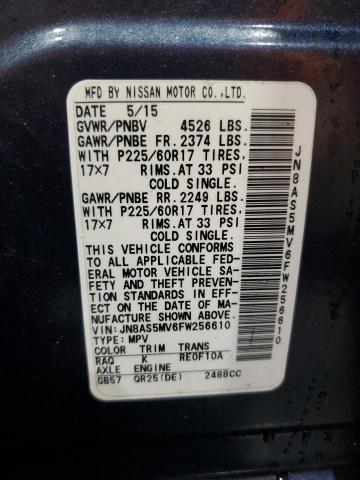 MFD BY NISSAN MOTOR CO.,LTD.
DATE 5/15
GVWR/PNBV 4526 LBS.
GAWR/PNBE FR. 2374 LBS.
WITH P225/60R17 TIRES,
17×7 RIMS.AT 33 PSI
COLD SINGLE.
GAWR/PNBE RR. 2249 LBS.
WITH P225/60R17 TIRES,
17×7 RIMS.AT 33 PSI
COLD SINGLE.
THIS VEHICLE CONFORMS
TO ALL APPLICABLE FED-
ERAL MOTOR VEHICLE SA-
FETY AND THEFT PREVEN-
TION STANDARDS IN EFF-
ECT ON THE DATE OF MA-
NUFACTURE SHOWN ABOVE.
VIN:JN8AS5MV6FW256610
TYPE: MPV
COLOR TRIM TRANS
RAQ K RE0F10A
AXLE ENGINE
GB57 QR25(DE) 2488CC
JN8AS5MV6FW256610